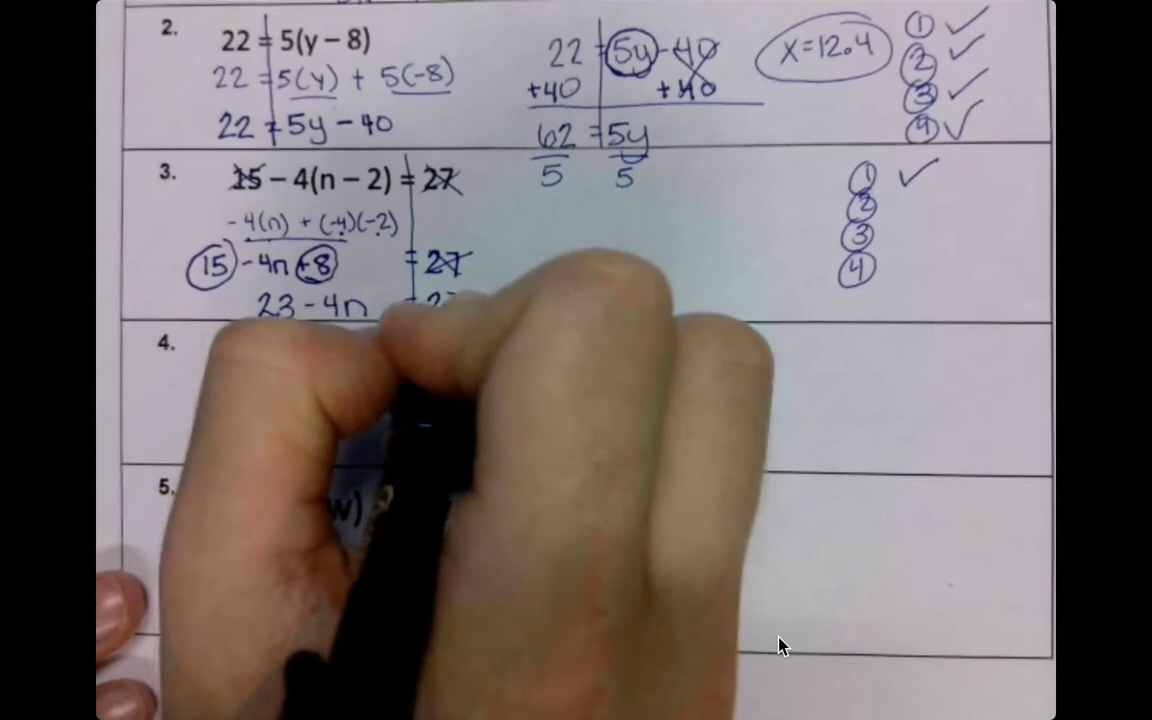 2.
22 = 5(y – 8)
22 = 5(y) + 5(-8)
22 = 5y - 40
22 = 5y - 40
+40 +40
62 = 5y
5 5
x=12.4
① ✓
② ✓
③ ✓
④ ✓
3.
15 – 4(n – 2) = 27
-4(n) + (-4)(-2)
15 - 4n +8 = 27
23 - 4n =
① ✓
②
③
④
4.
5.
w)